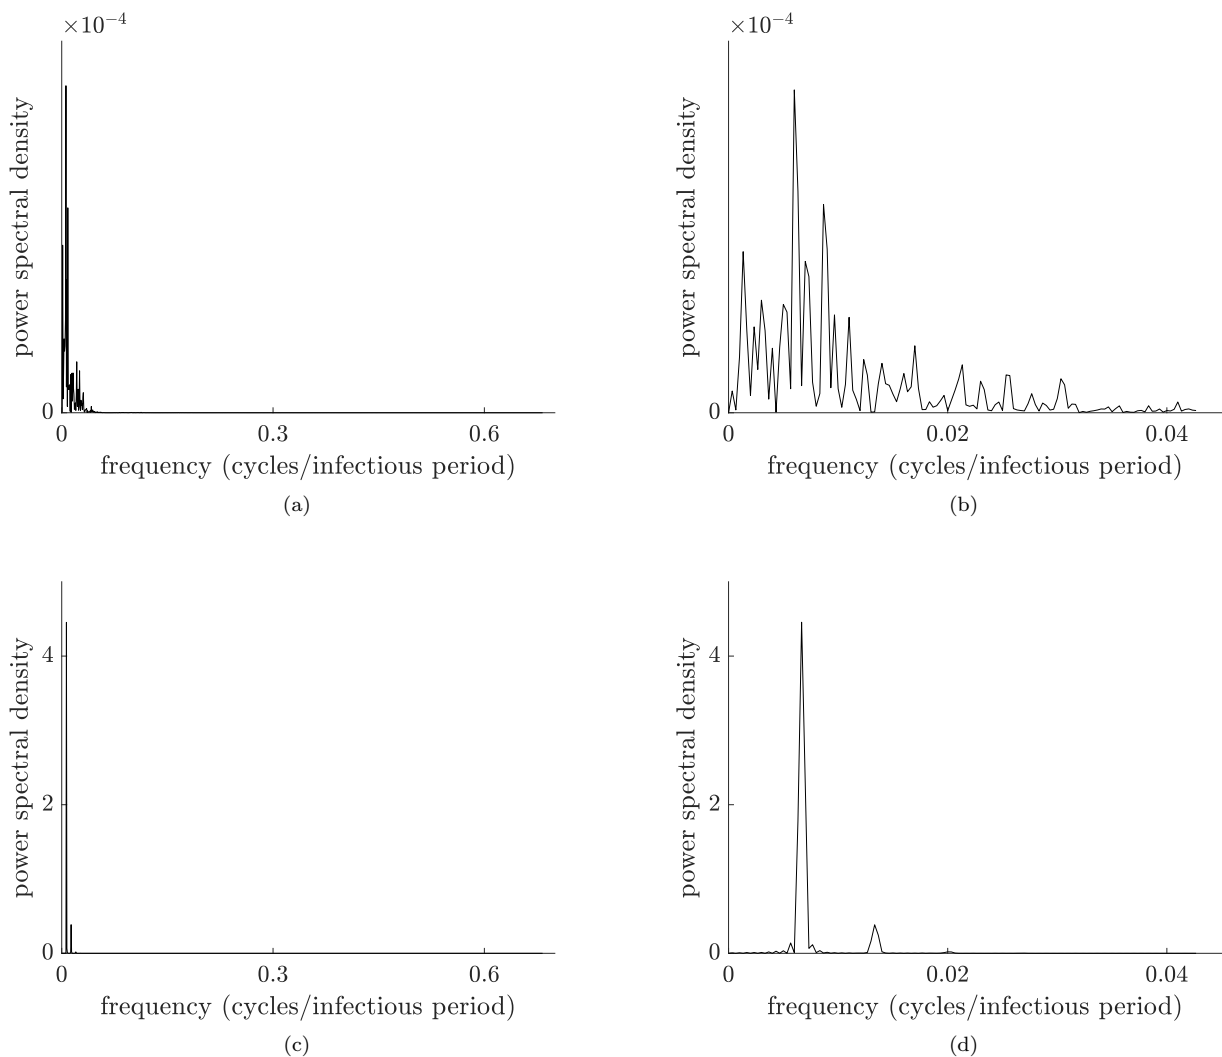 ×10⁻⁴
power spectral density
0
0 0.3 0.6
frequency (cycles/infectious period)
(a)
×10⁻⁴
power spectral density
0
0 0.02 0.04
frequency (cycles/infectious period)
(b)
power spectral density
4
2
0
0 0.3 0.6
frequency (cycles/infectious period)
(c)
power spectral density
4
2
0
0 0.02 0.04
frequency (cycles/infectious period)
(d)